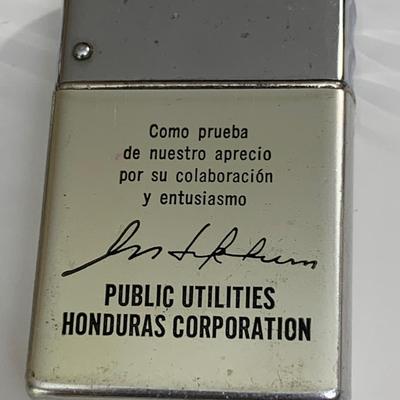 Como prueba
de nuestro aprecio
por su colaboración
y entusiasmo
PUBLIC UTILITIES
HONDURAS CORPORATION